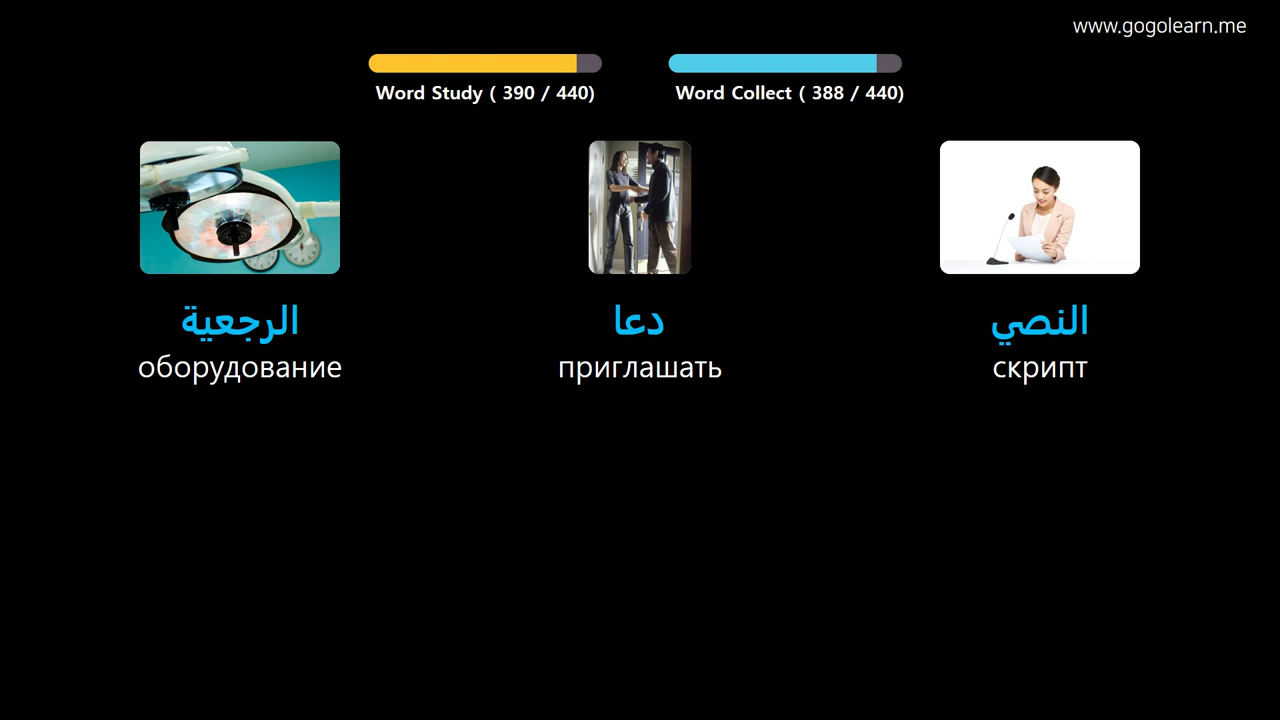 www.gogolearn.me
Word Study ( 390 / 440)
Word Collect ( 388 / 440)
الرجعية
оборудование
دعا
приглашать
النصي
скрипт